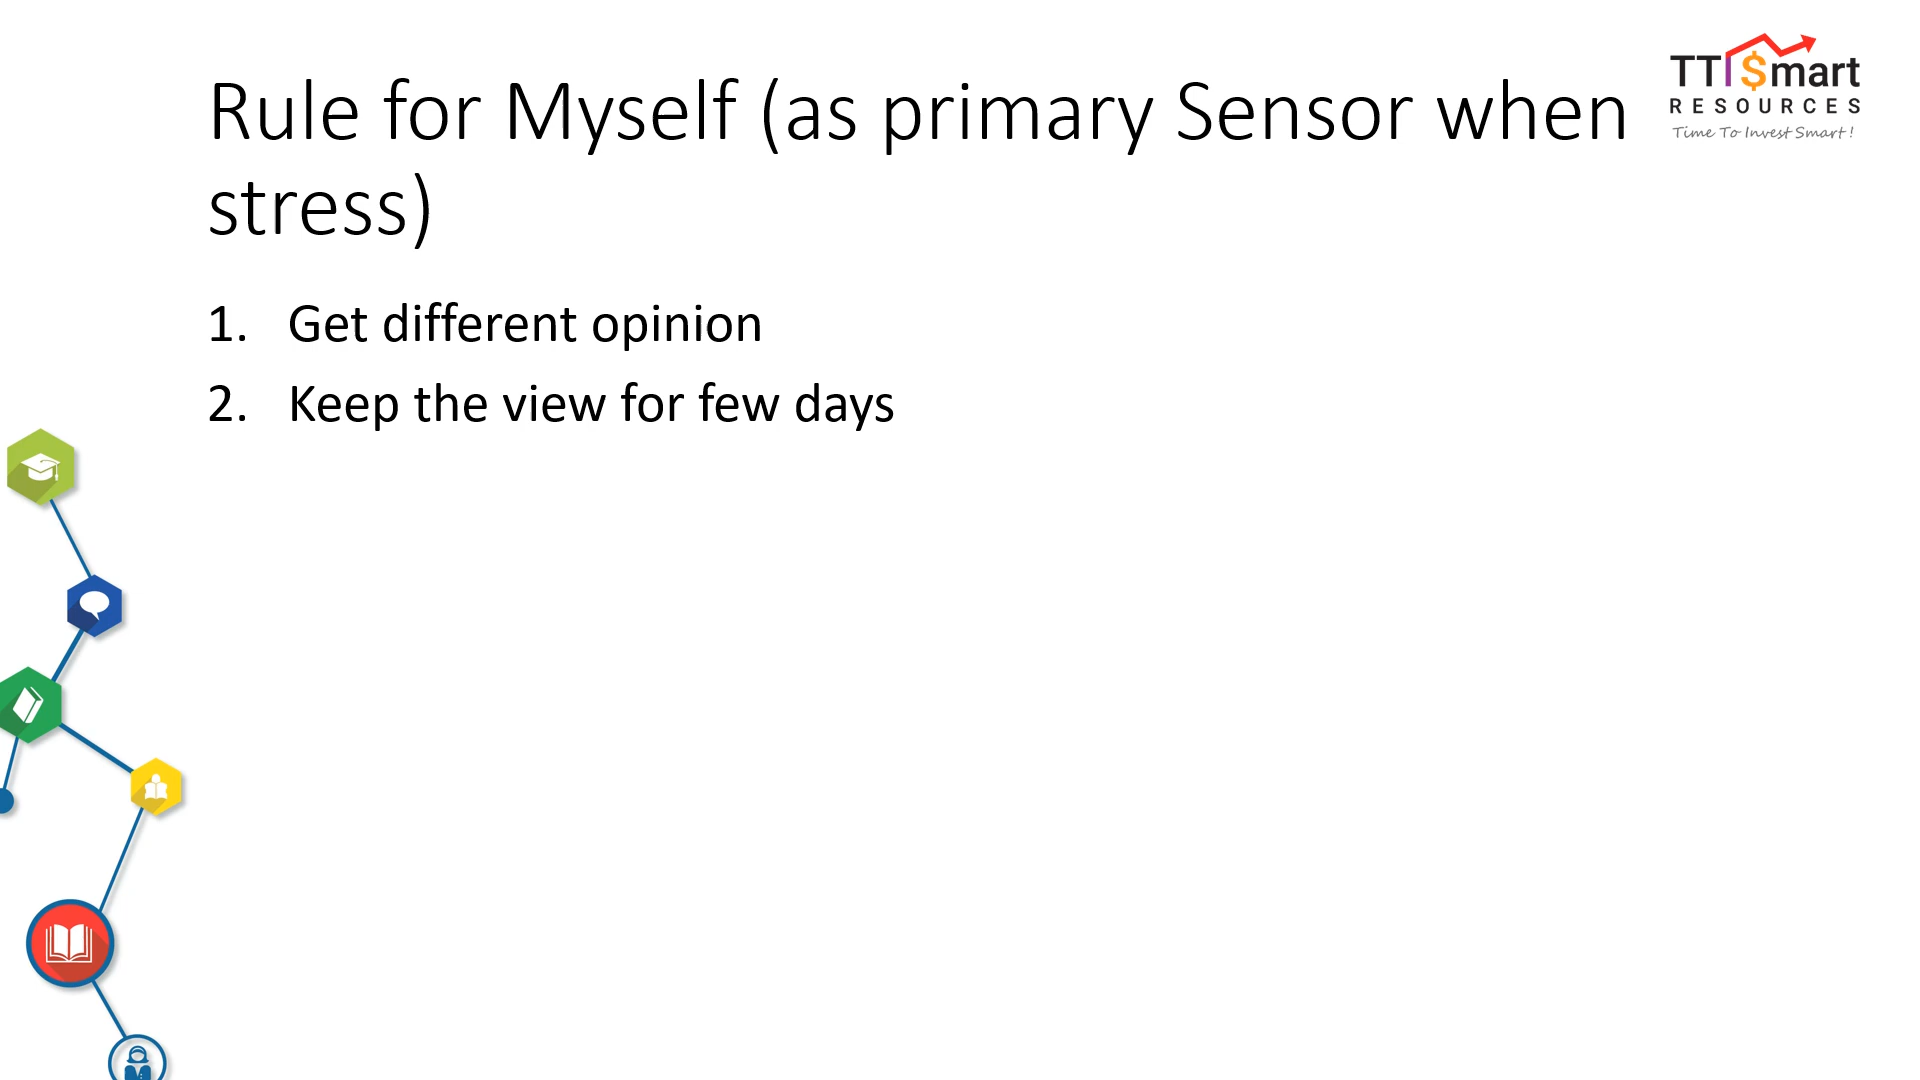 Rule for Myself (as primary Sensor when
stress)
TTI $mart
RESOURCES
Time To Invest Smart !
1. Get different opinion
2. Keep the view for few days